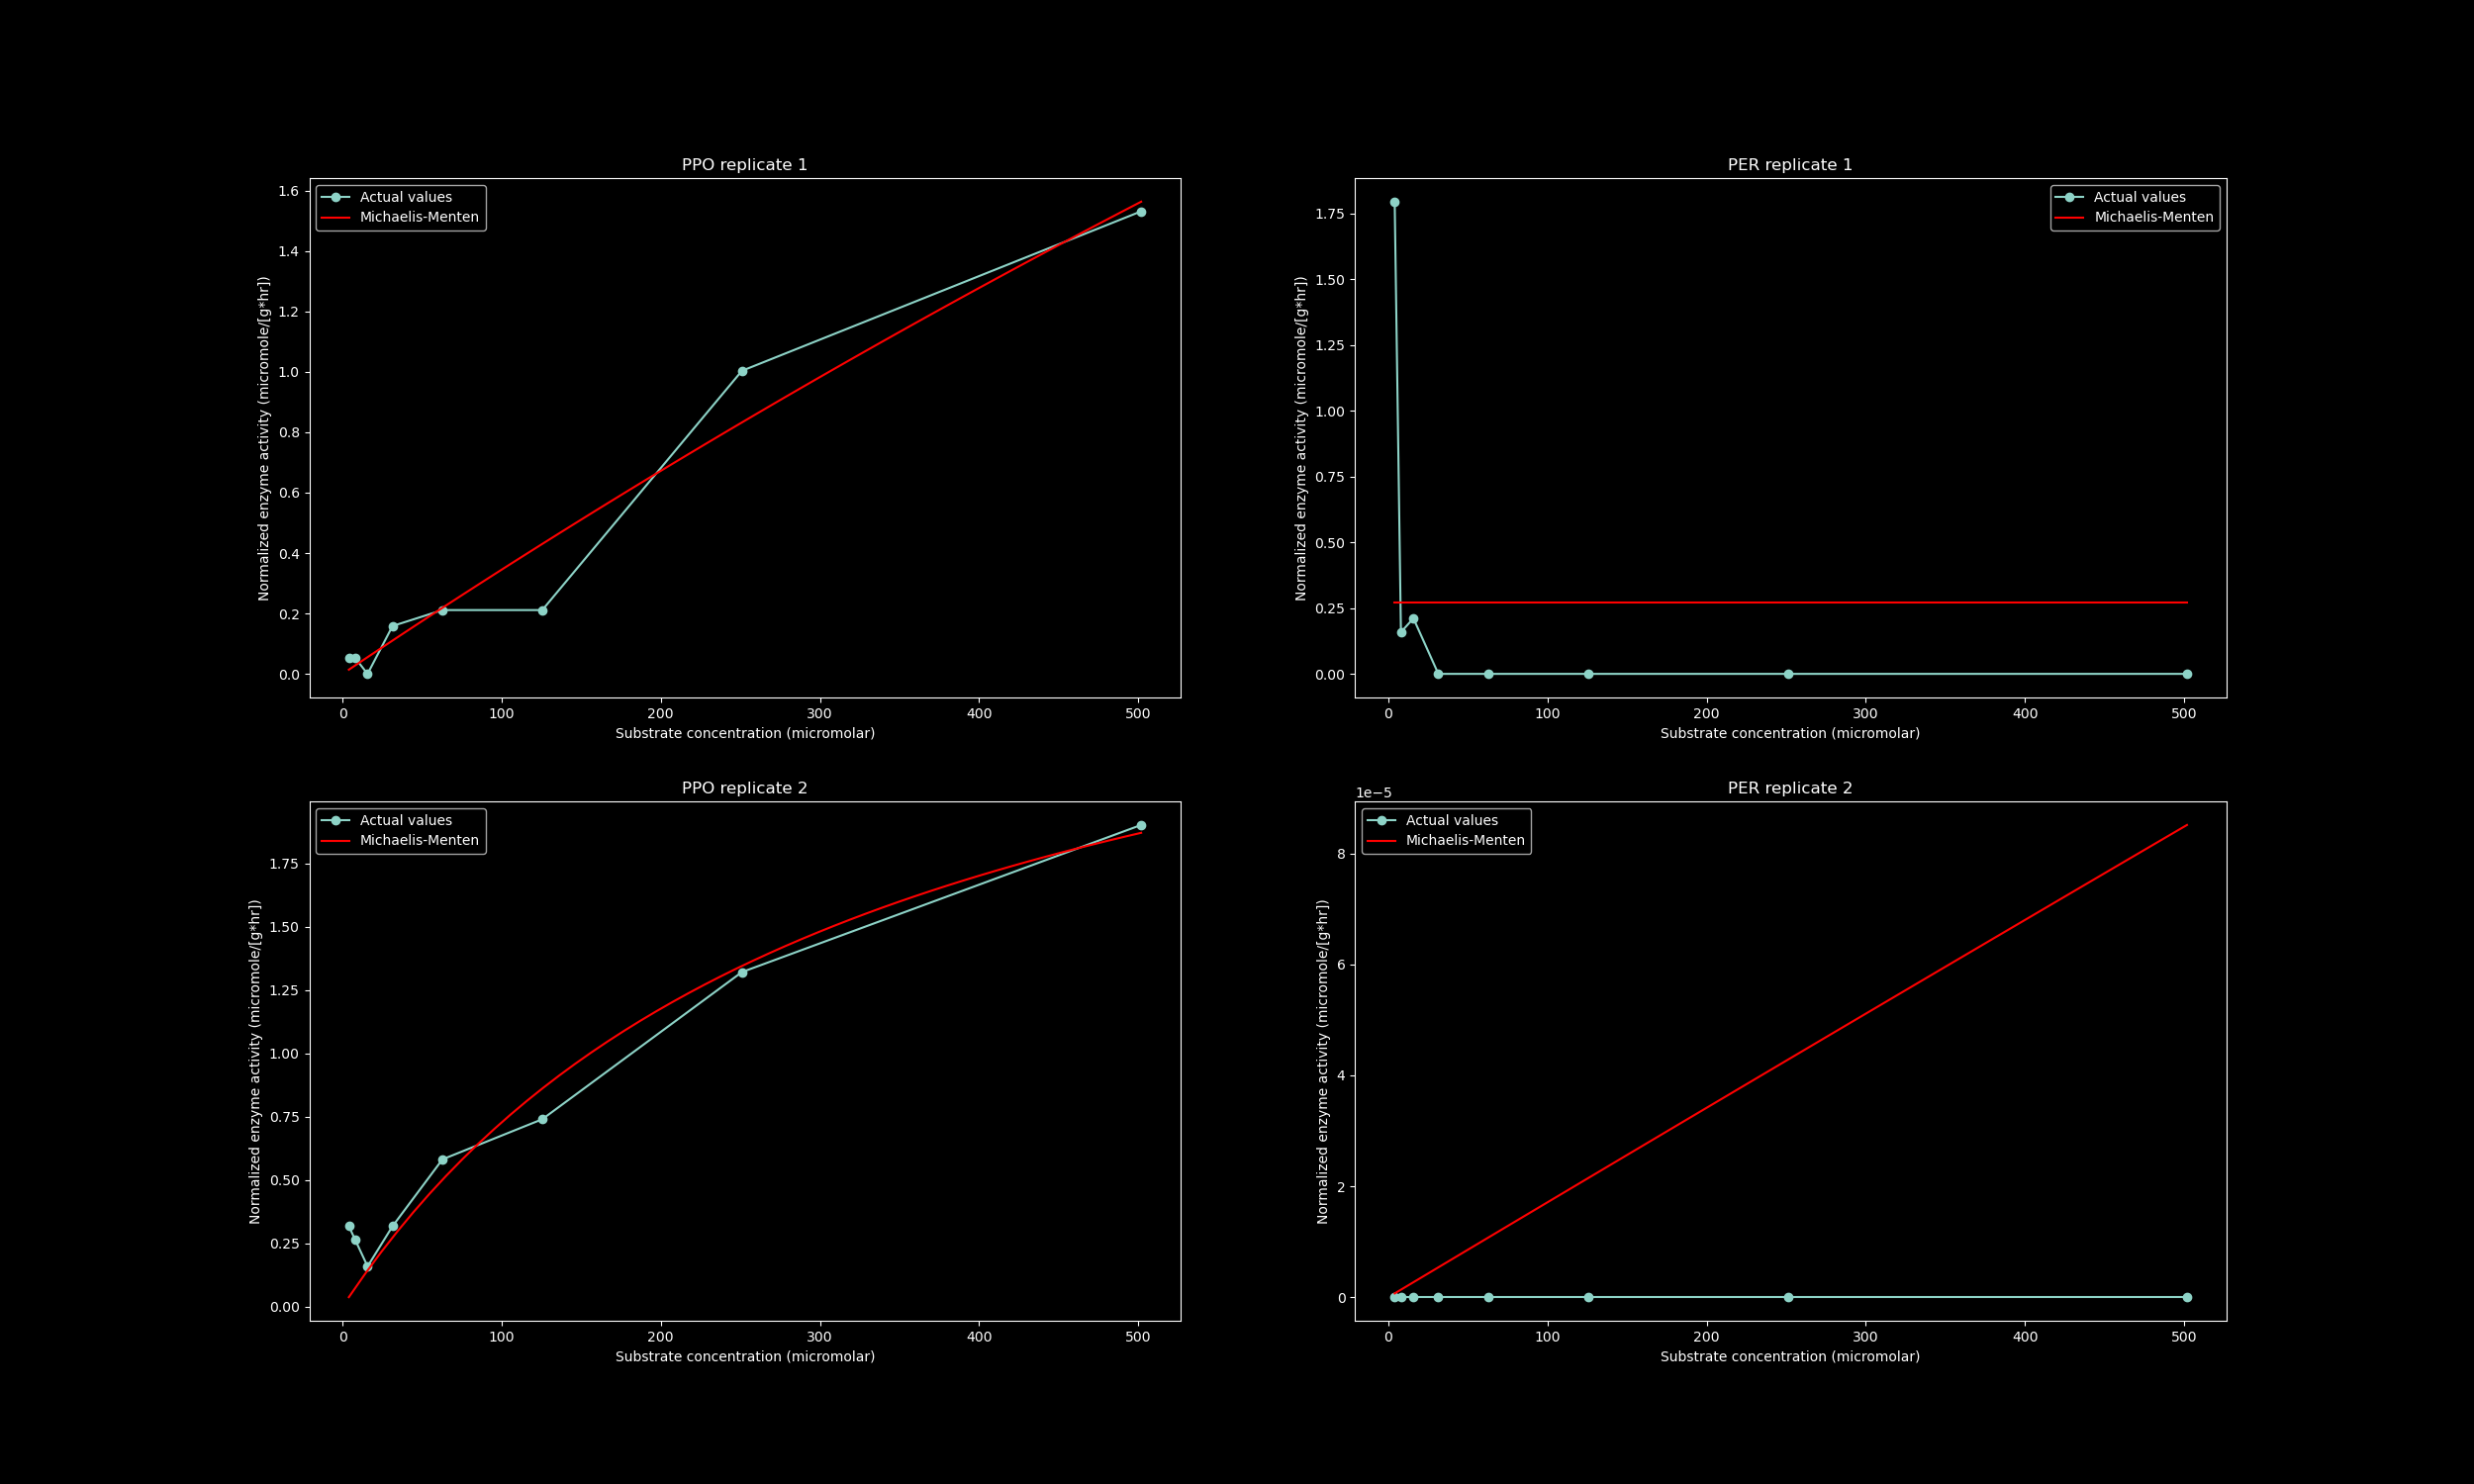 PPO replicate 1
Actual values
Michaelis-Menten
Normalized enzyme activity (micromole/[g*hr])
1.6
1.4
1.2
1.0
0.8
0.6
0.4
0.2
0.0
0 100 200 300 400 500
Substrate concentration (micromolar)
PER replicate 1
Actual values
Michaelis-Menten
Normalized enzyme activity (micromole/[g*hr])
1.75
1.50
1.25
1.00
0.75
0.50
0.25
0.00
0 100 200 300 400 500
Substrate concentration (micromolar)
PPO replicate 2
Actual values
Michaelis-Menten
Normalized enzyme activity (micromole/[g*hr])
1.75
1.50
1.25
1.00
0.75
0.50
0.25
0.00
0 100 200 300 400 500
Substrate concentration (micromolar)
PER replicate 2
1e−5
Actual values
Michaelis-Menten
Normalized enzyme activity (micromole/[g*hr])
8
6
4
2
0
0 100 200 300 400 500
Substrate concentration (micromolar)